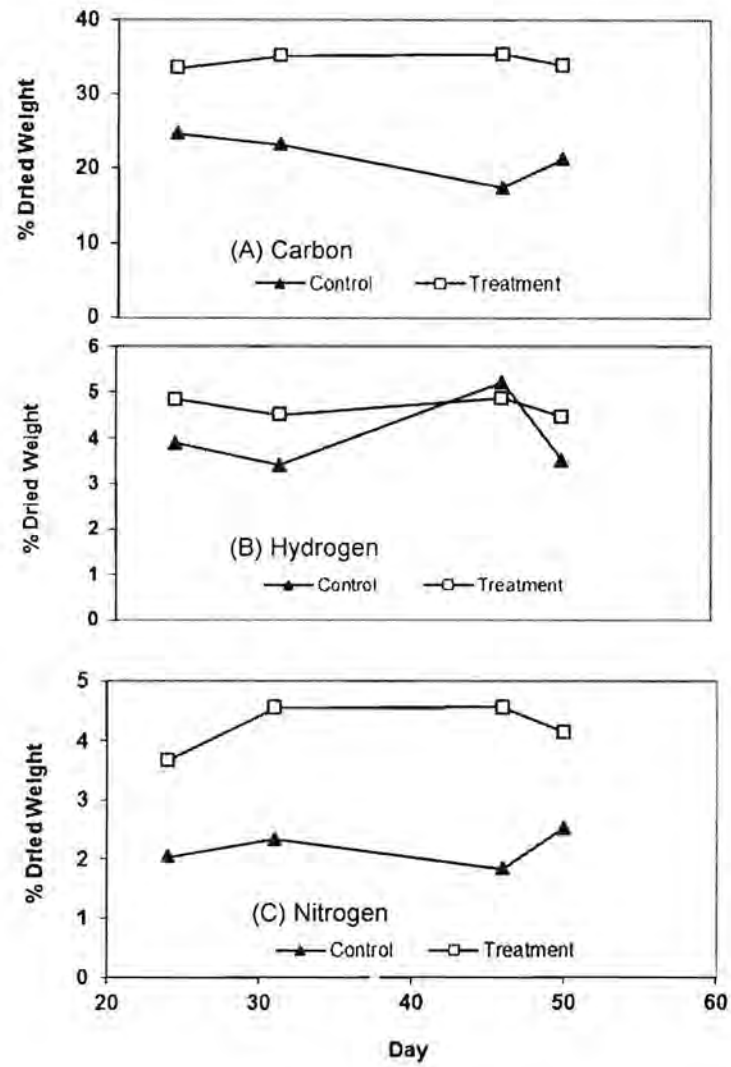 40
30
20
10
0
% Dried Weight
(A) Carbon
Control Treatment
6
5
4
3
2
1
0
% Dried Weight
(B) Hydrogen
Control Treatment
5
4
3
2
1
0
% Dried Weight
(C) Nitrogen
Control Treatment
20 30 40 50 60
Day